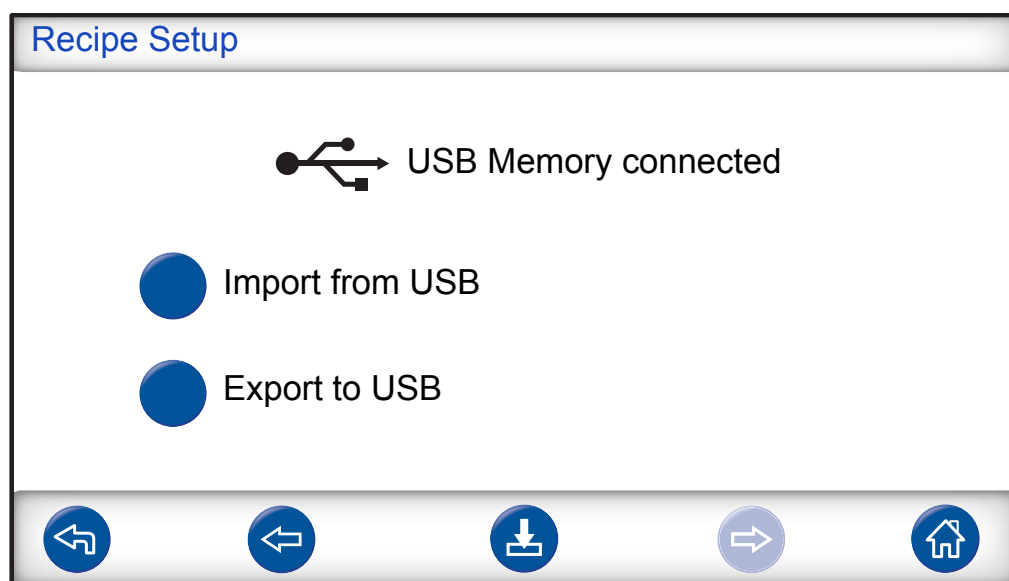 Recipe Setup
USB Memory connected
Import from USB
Export to USB